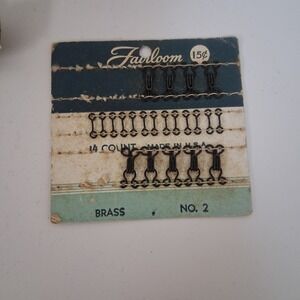 Fairloom 15¢
14 COUNT MADE IN U.S.A.
BRASS NO. 2